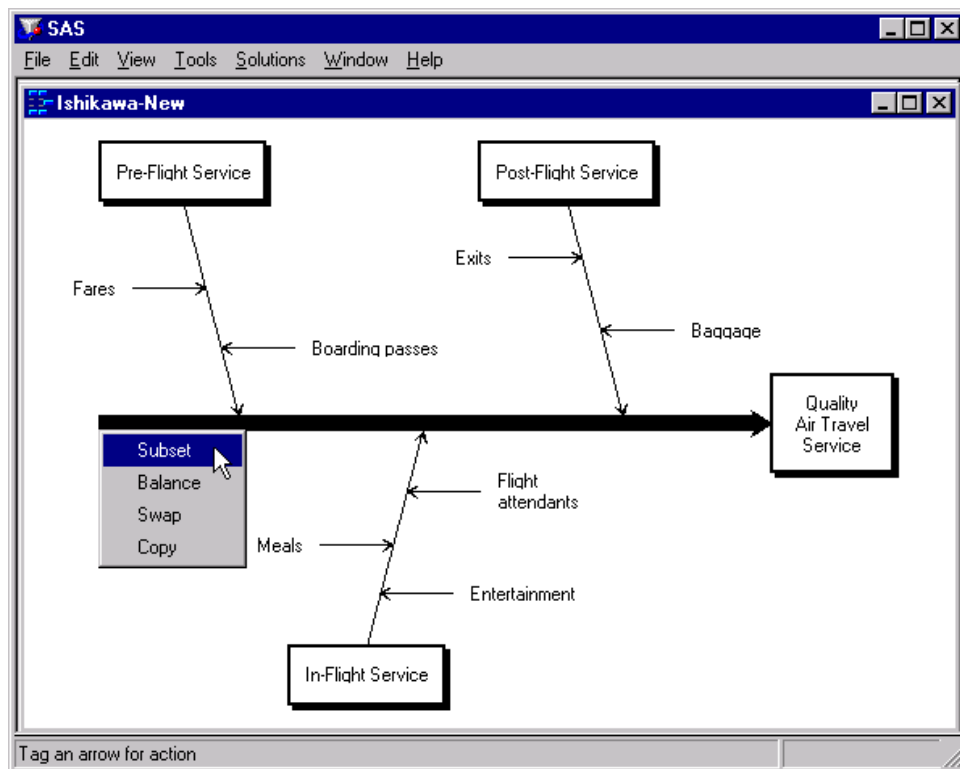 SAS
File Edit View Tools Solutions Window Help
Ishikawa-New
Pre-Flight Service
Post-Flight Service
Exits
Fares
Baggage
Boarding passes
Quality
Air Travel
Service
Subset
Balance
Swap
Copy
Flight
attendants
Meals
Entertainment
In-Flight Service
Tag an arrow for action